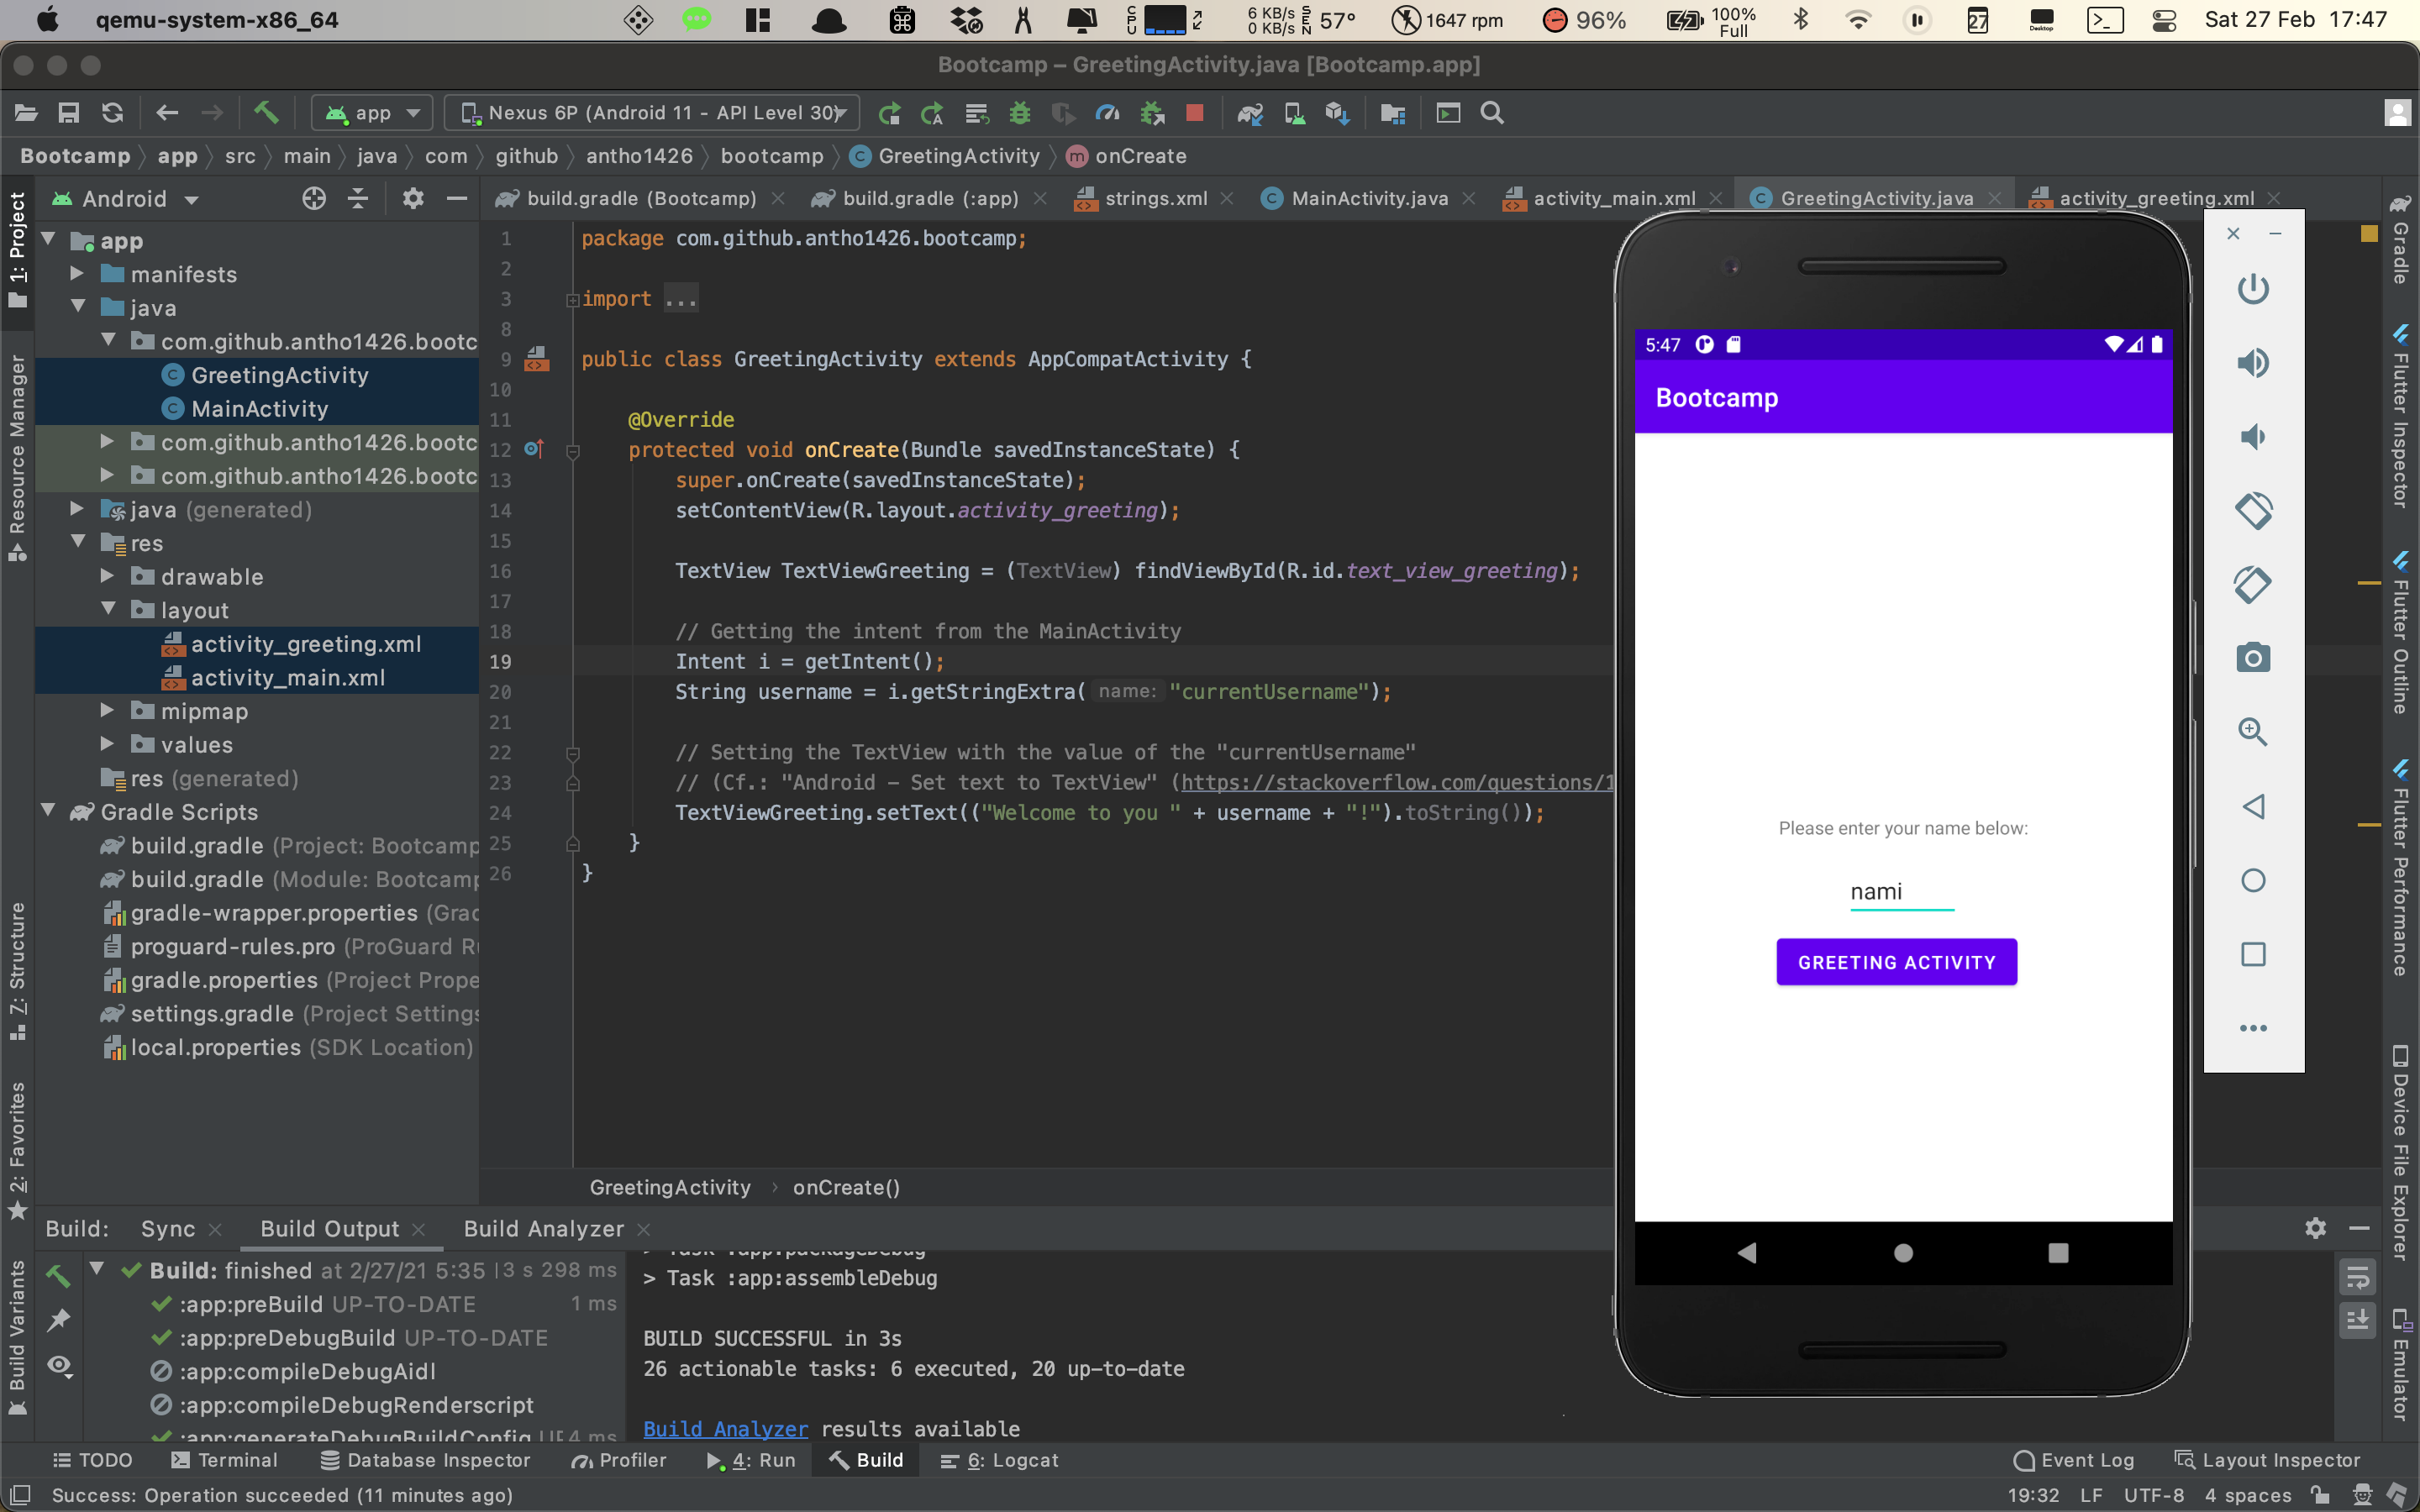 qemu-system-x86_64
CPU
6 KB/s
0 KB/s
SEN
57°
1647 rpm
96%
100%
Full
27
Desktop
Sat 27 Feb 17:47
Bootcamp – GreetingActivity.java [Bootcamp.app]
app
Nexus 6P (Android 11 - API Level 30)
Bootcamp app src main java com github antho1426 bootcamp GreetingActivity onCreate
Android
build.gradle (Bootcamp)
build.gradle (:app)
strings.xml
MainActivity.java
activity_main.xml
GreetingActivity.java
activity_greeting.xml
1: Project
Resource Manager
Z: Structure
2: Favorites
Build Variants
app
manifests
java
com.github.antho1426.bootc
GreetingActivity
MainActivity
com.github.antho1426.bootc
com.github.antho1426.bootc
java (generated)
res
drawable
layout
activity_greeting.xml
activity_main.xml
mipmap
values
res (generated)
Gradle Scripts
build.gradle (Project: Bootcamp
build.gradle (Module: Bootcamp
gradle-wrapper.properties (Grad
proguard-rules.pro (ProGuard Ru
gradle.properties (Project Prope
settings.gradle (Project Settings
local.properties (SDK Location)
1 package com.github.antho1426.bootcamp;
2
3 import ...
8
9 public class GreetingActivity extends AppCompatActivity {
10
11 @Override
12 protected void onCreate(Bundle savedInstanceState) {
13 super.onCreate(savedInstanceState);
14 setContentView(R.layout.activity_greeting);
15
16 TextView TextViewGreeting = (TextView) findViewById(R.id.text_view_greeting);
17
18 // Getting the intent from the MainActivity
19 Intent i = getIntent();
20 String username = i.getStringExtra( name: "currentUsername");
21
22 // Setting the TextView with the value of the "currentUsername"
23 // (Cf.: "Android – Set text to TextView" (https://stackoverflow.com/questions/1
24 TextViewGreeting.setText(("Welcome to you " + username + "!").toString());
25 }
26 }
GreetingActivity › onCreate()
5:47
Bootcamp
Please enter your name below:
nami
GREETING ACTIVITY
Gradle
Flutter Inspector
Flutter Outline
Flutter Performance
Device File Explorer
Emulator
Build: Sync Build Output Build Analyzer
Build: finished at 2/27/21 5:35 3 s 298 ms
:app:preBuild UP-TO-DATE 1 ms
:app:preDebugBuild UP-TO-DATE
:app:compileDebugAidl
:app:compileDebugRenderscript
:app:generateDebugBuildConfig 4 ms
> Task :app:packageDebug
> Task :app:assembleDebug
BUILD SUCCESSFUL in 3s
26 actionable tasks: 6 executed, 20 up-to-date
Build Analyzer results available
TODO Terminal Database Inspector Profiler 4: Run Build 6: Logcat
Event Log Layout Inspector
Success: Operation succeeded (11 minutes ago)
19:32 LF UTF-8 4 spaces